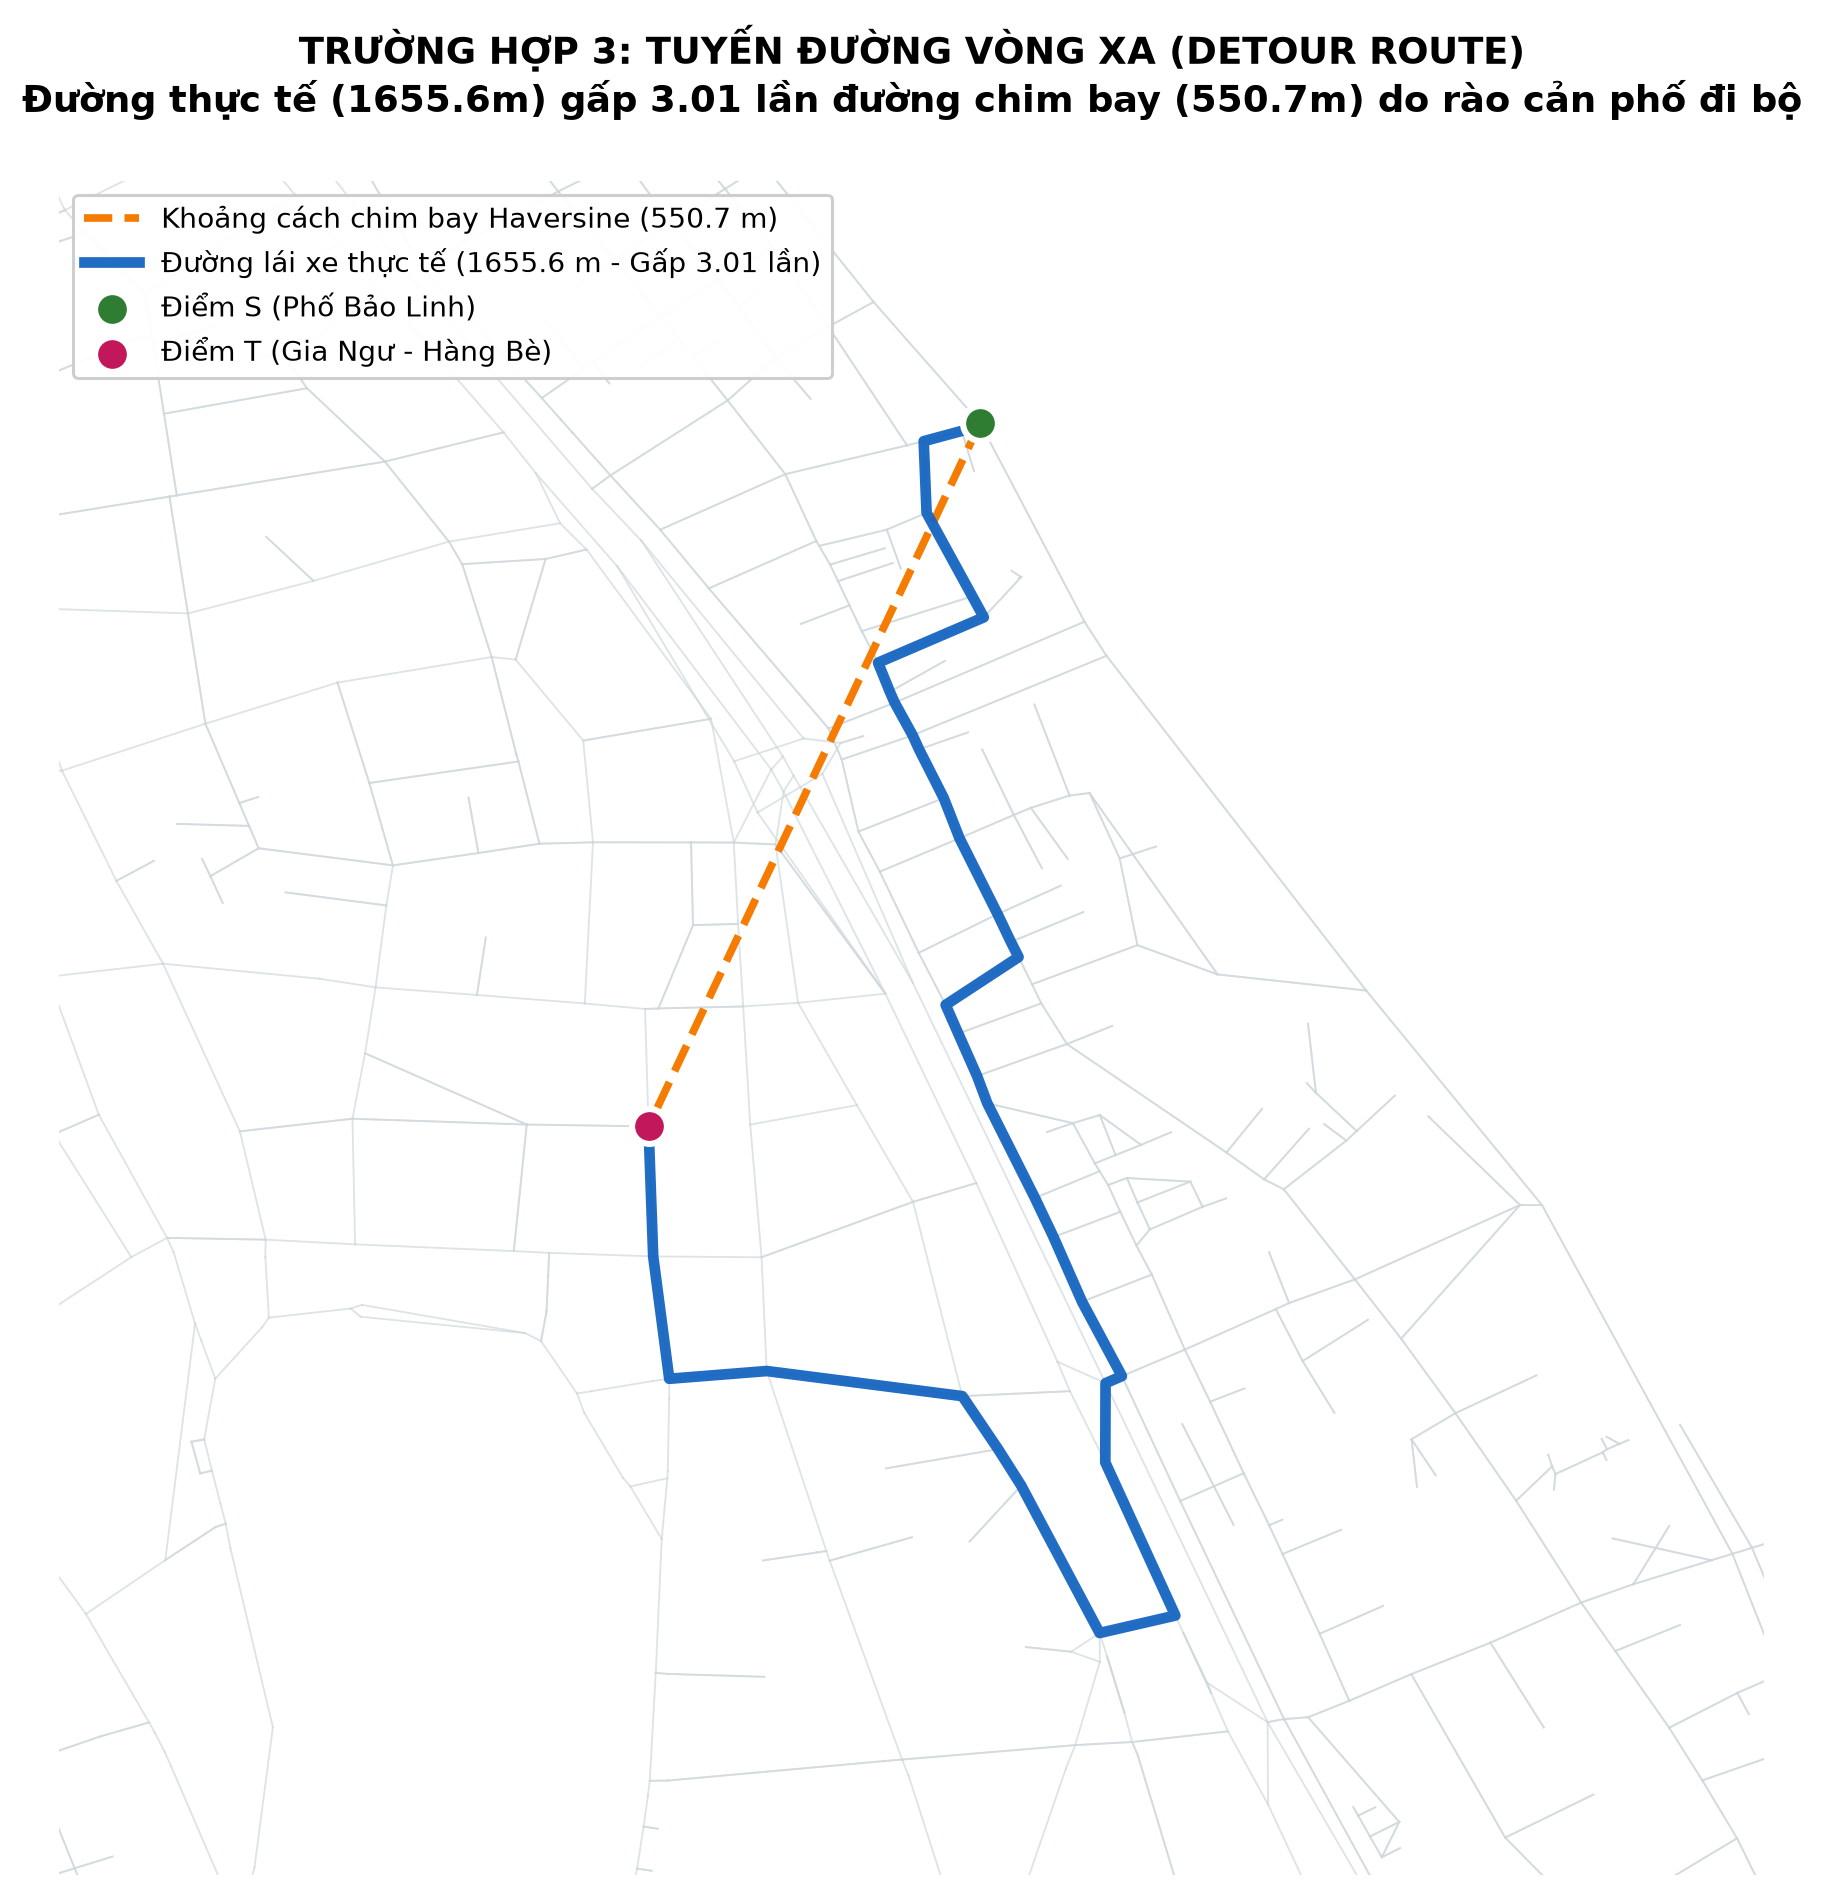 TRƯỜNG HỢP 3: TUYẾN ĐƯỜNG VÒNG XA (DETOUR ROUTE)
Đường thực tế (1655.6m) gấp 3.01 lần đường chim bay (550.7m) do rào cản phố đi bộ
Khoảng cách chim bay Haversine (550.7 m)
Đường lái xe thực tế (1655.6 m - Gấp 3.01 lần)
Điểm S (Phố Bảo Linh)
Điểm T (Gia Ngư - Hàng Bè)